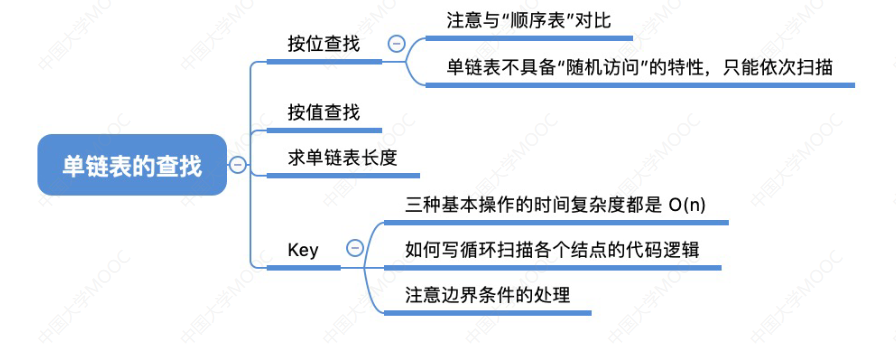 单链表的查找
按位查找
注意与“顺序表”对比
单链表不具备“随机访问”的特性，只能依次扫描
按值查找
求单链表长度
Key
三种基本操作的时间复杂度都是 O(n)
如何写循环扫描各个结点的代码逻辑
注意边界条件的处理
中国大学MOOC